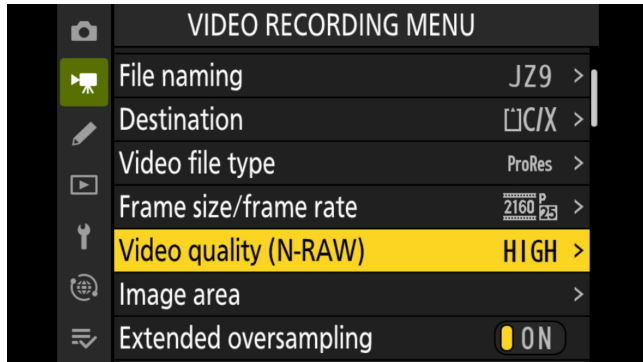 VIDEO RECORDING MENU
File naming JZ9 >
Destination C/X >
Video file type ProRes >
Frame size/frame rate 2160 P 25 >
Video quality (N-RAW) HIGH >
Image area >
Extended oversampling ON